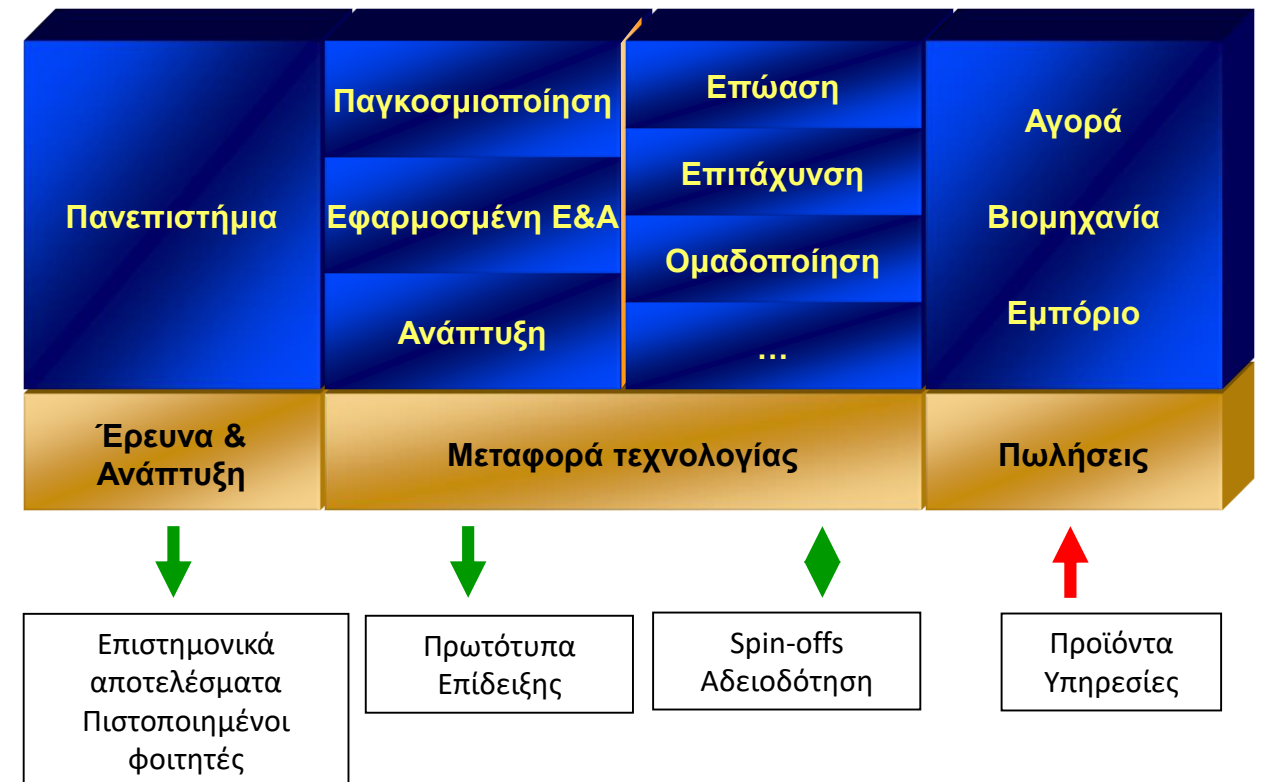 Πανεπιστήμια
Παγκοσμιοποίηση
Εφαρμοσμένη Ε&Α
Ανάπτυξη
Επώαση
Επιτάχυνση
Ομαδοποίηση
…
Αγορά
Βιομηχανία
Εμπόριο
Έρευνα &
Ανάπτυξη
Μεταφορά τεχνολογίας
Πωλήσεις
Επιστημονικά
αποτελέσματα
Πιστοποιημένοι
φοιτητές
Πρωτότυπα
Επίδειξης
Spin-offs
Αδειοδότηση
Προϊόντα
Υπηρεσίες